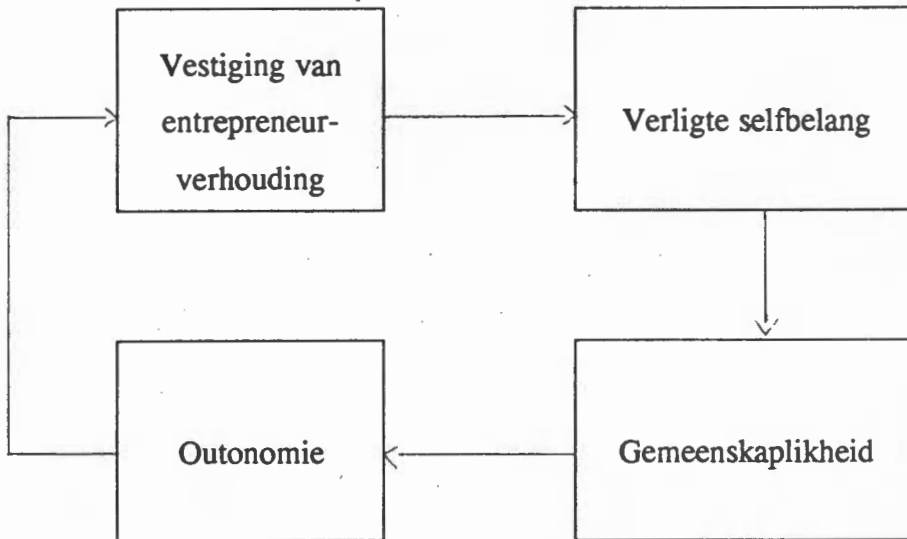 Vestiging van
entrepreneur-
verhouding
Verligte selfbelang
Gemeenskaplikheid
Outonomie